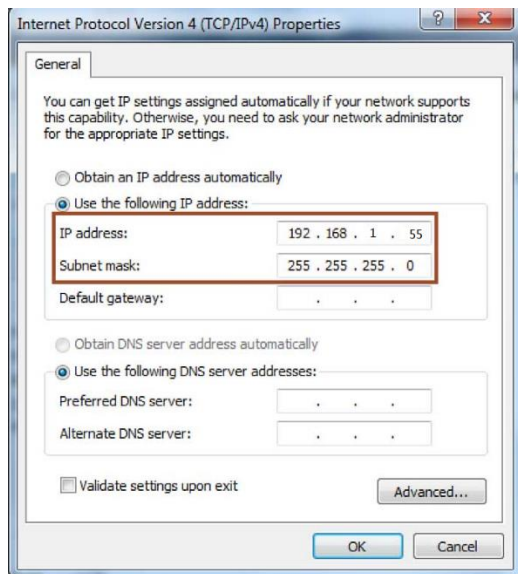 Internet Protocol Version 4 (TCP/IPv4) Properties
General
You can get IP settings assigned automatically if your network supports
this capability. Otherwise, you need to ask your network administrator
for the appropriate IP settings.
Obtain an IP address automatically
Use the following IP address:
IP address: 192 . 168 . 1 . 55
Subnet mask: 255 . 255 . 255 . 0
Default gateway: . . .
Obtain DNS server address automatically
Use the following DNS server addresses:
Preferred DNS server: . . .
Alternate DNS server: . . .
Validate settings upon exit
Advanced...
OK Cancel